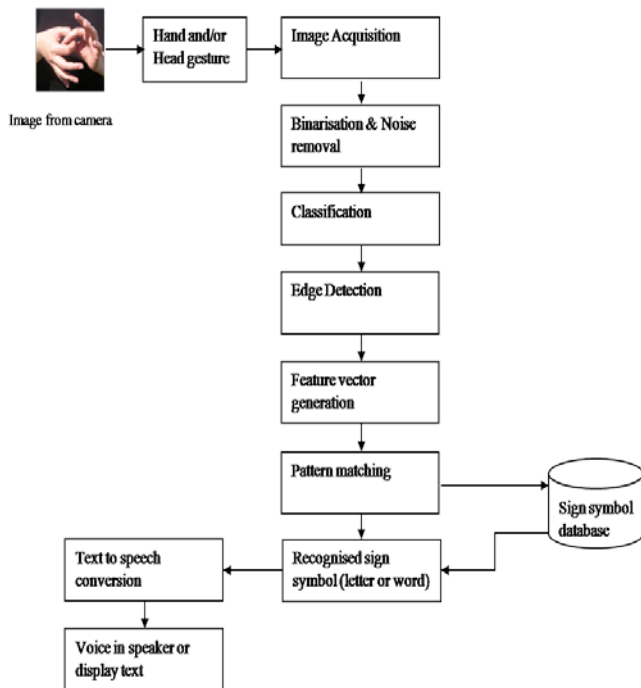 Hand and/or
Head gesture
Image Acquisition
Image from camera
Binarisation & Noise
removal
Classification
Edge Detection
Feature vector
generation
Pattern matching
Sign symbol
database
Text to speech
conversion
Recognised sign
symbol (letter or word)
Voice in speaker or
display text